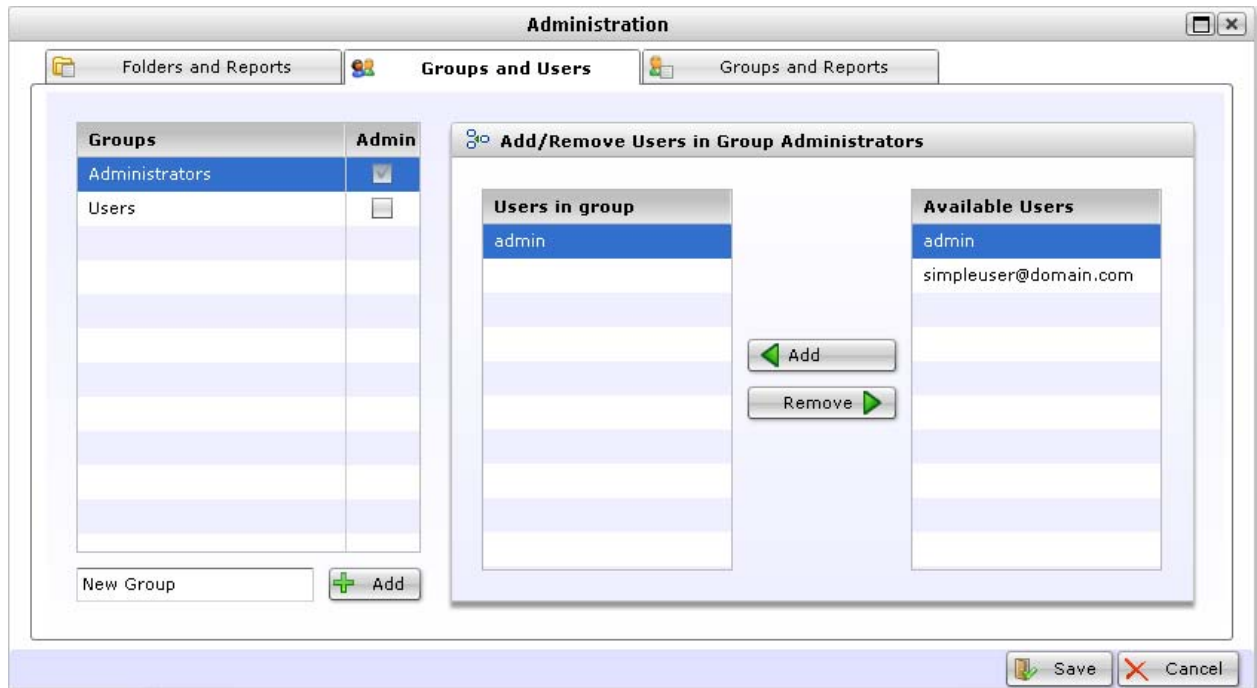 Administration
Folders and Reports Groups and Users Groups and Reports
Groups Admin
Administrators
Users
New Group Add
Add/Remove Users in Group Administrators
Users in group
admin
Add
Remove
Available Users
admin
simpleuser@domain.com
Save Cancel